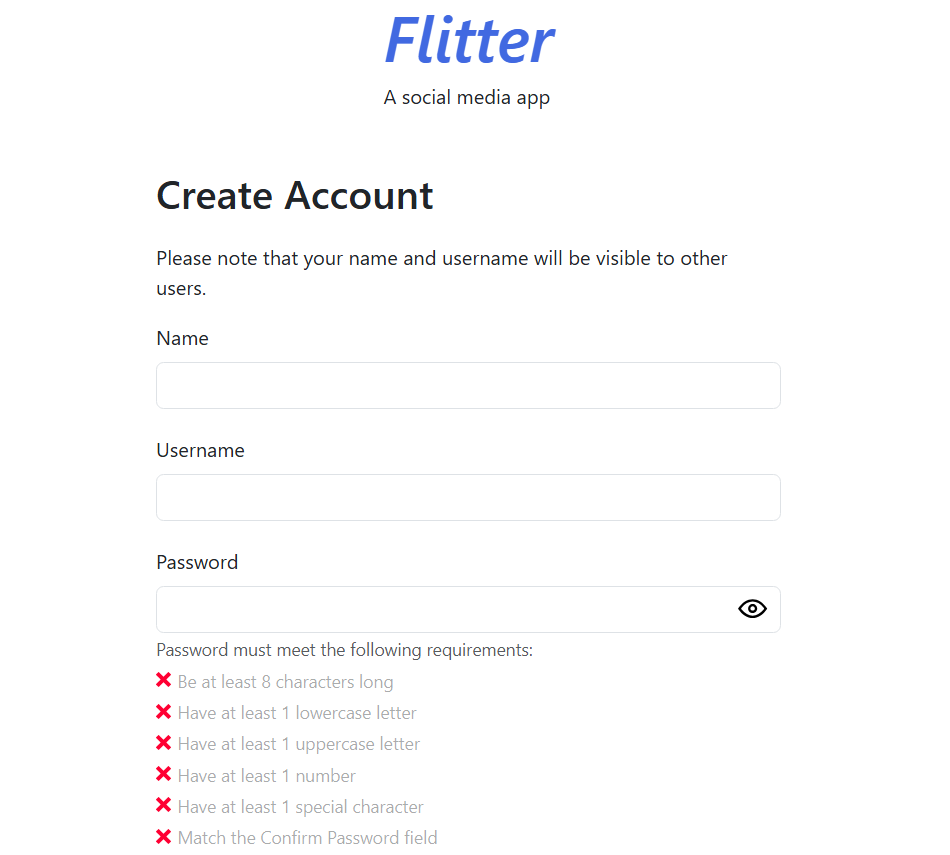 Flitter
A social media app
Create Account
Please note that your name and username will be visible to other
users.
Name
Username
Password
Password must meet the following requirements:
Be at least 8 characters long
Have at least 1 lowercase letter
Have at least 1 uppercase letter
Have at least 1 number
Have at least 1 special character
Match the Confirm Password field